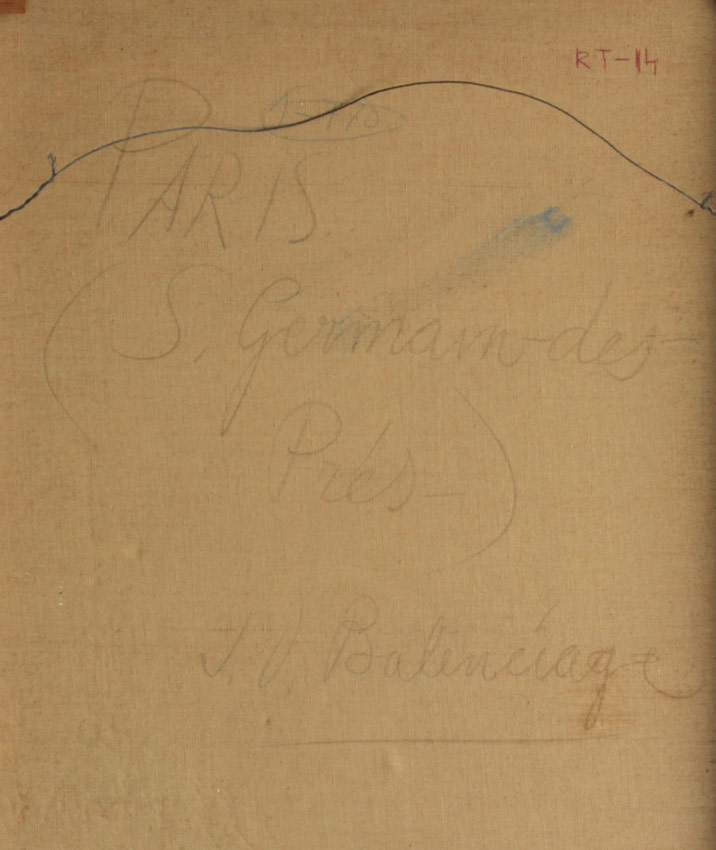 RT-14
PARIS
(S. Germain-des-
Prés-)
J. V. Balenciaga